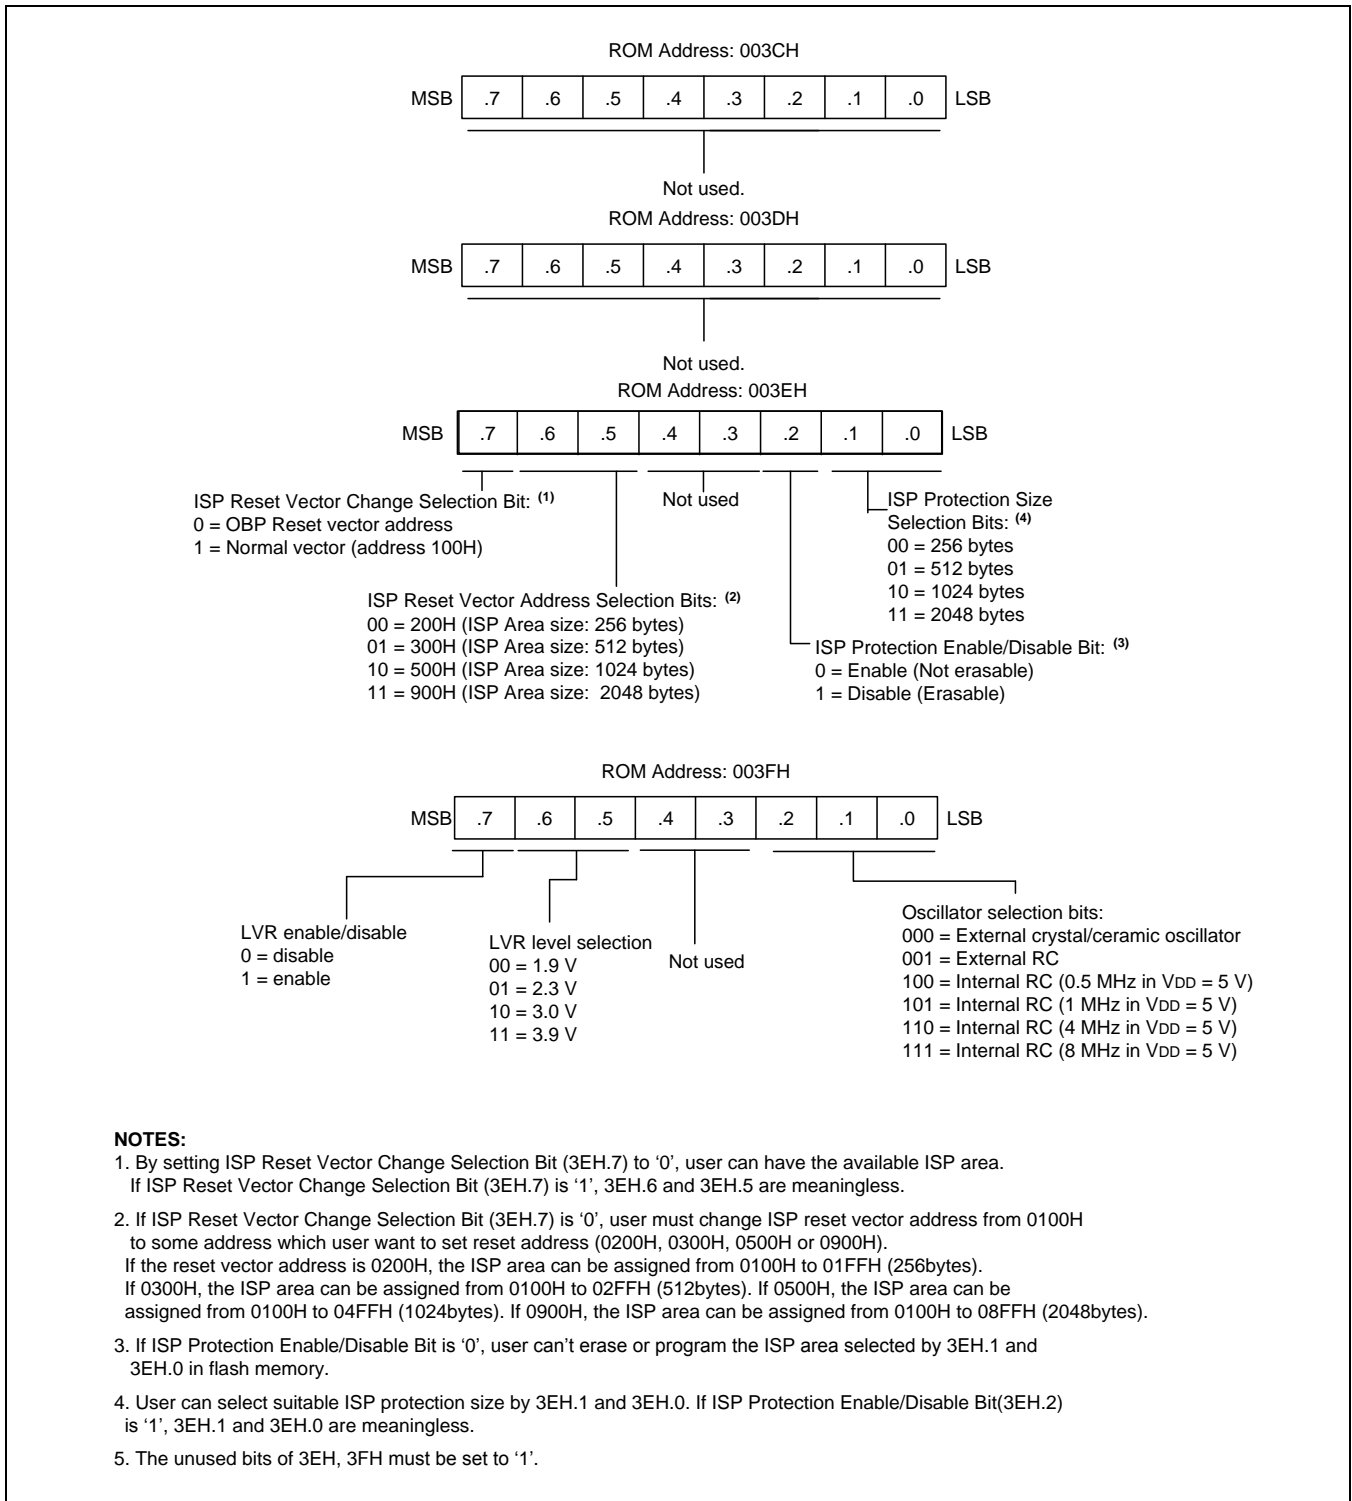 ROM Address: 003CH
MSB .7 .6 .5 .4 .3 .2 .1 .0 LSB
Not used.
ROM Address: 003DH
MSB .7 .6 .5 .4 .3 .2 .1 .0 LSB
Not used.
ROM Address: 003EH
MSB .7 .6 .5 .4 .3 .2 .1 .0 LSB
ISP Reset Vector Change Selection Bit: (1)
0 = OBP Reset vector address
1 = Normal vector (address 100H)
ISP Reset Vector Address Selection Bits: (2)
00 = 200H (ISP Area size: 256 bytes)
01 = 300H (ISP Area size: 512 bytes)
10 = 500H (ISP Area size: 1024 bytes)
11 = 900H (ISP Area size: 2048 bytes)
Not used
ISP Protection Size
Selection Bits: (4)
00 = 256 bytes
01 = 512 bytes
10 = 1024 bytes
11 = 2048 bytes
ISP Protection Enable/Disable Bit: (3)
0 = Enable (Not erasable)
1 = Disable (Erasable)
ROM Address: 003FH
MSB .7 .6 .5 .4 .3 .2 .1 .0 LSB
LVR enable/disable
0 = disable
1 = enable
LVR level selection
00 = 1.9 V
01 = 2.3 V
10 = 3.0 V
11 = 3.9 V
Not used
Oscillator selection bits:
000 = External crystal/ceramic oscillator
001 = External RC
100 = Internal RC (0.5 MHz in VDD = 5 V)
101 = Internal RC (1 MHz in VDD = 5 V)
110 = Internal RC (4 MHz in VDD = 5 V)
111 = Internal RC (8 MHz in VDD = 5 V)
NOTES:
1. By setting ISP Reset Vector Change Selection Bit (3EH.7) to ‘0’, user can have the available ISP area.
If ISP Reset Vector Change Selection Bit (3EH.7) is ‘1’, 3EH.6 and 3EH.5 are meaningless.
2. If ISP Reset Vector Change Selection Bit (3EH.7) is ‘0’, user must change ISP reset vector address from 0100H
to some address which user want to set reset address (0200H, 0300H, 0500H or 0900H).
If the reset vector address is 0200H, the ISP area can be assigned from 0100H to 01FFH (256bytes).
If 0300H, the ISP area can be assigned from 0100H to 02FFH (512bytes). If 0500H, the ISP area can be
assigned from 0100H to 04FFH (1024bytes). If 0900H, the ISP area can be assigned from 0100H to 08FFH (2048bytes).
3. If ISP Protection Enable/Disable Bit is ‘0’, user can’t erase or program the ISP area selected by 3EH.1 and
3EH.0 in flash memory.
4. User can select suitable ISP protection size by 3EH.1 and 3EH.0. If ISP Protection Enable/Disable Bit(3EH.2)
is ‘1’, 3EH.1 and 3EH.0 are meaningless.
5. The unused bits of 3EH, 3FH must be set to ‘1’.